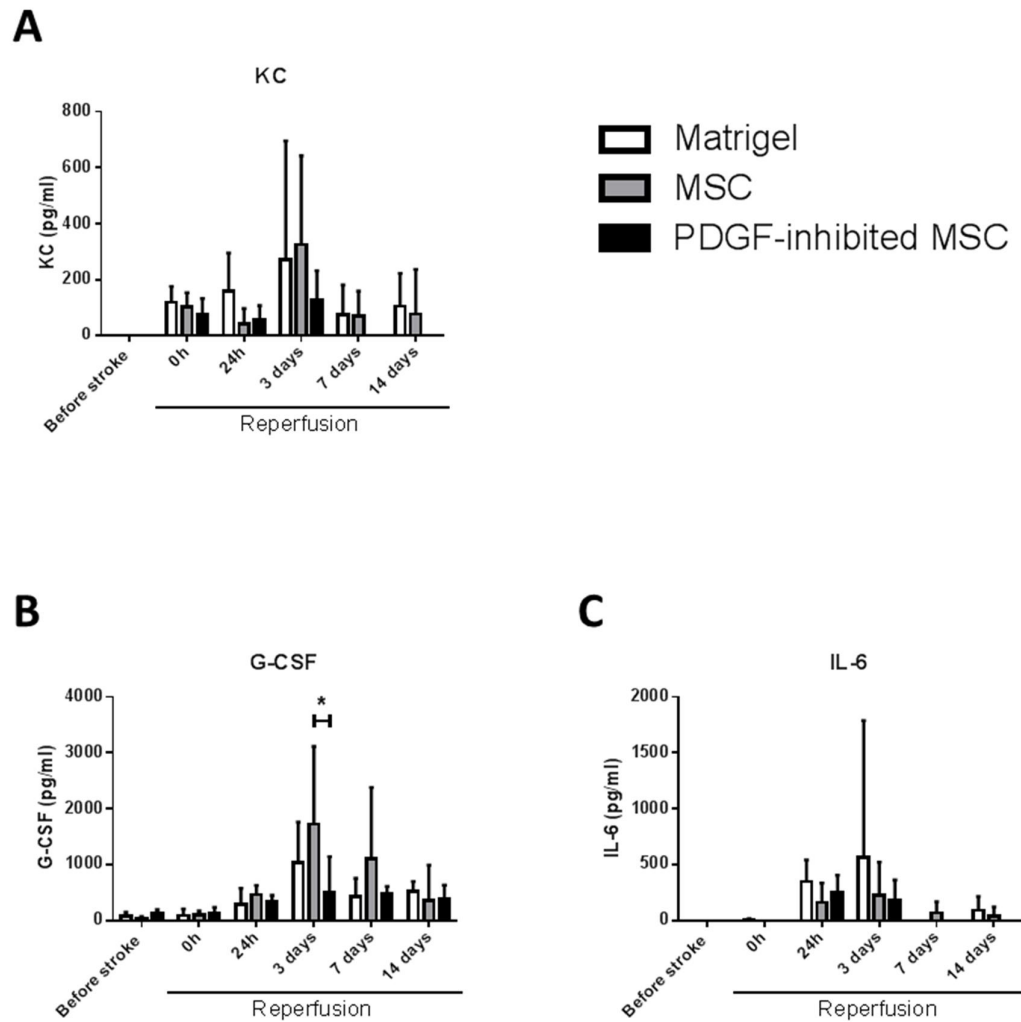 A
KC
KC (pg/ml)
800
600
400
200
0
Before stroke
0h
24h
3 days
7 days
14 days
Reperfusion
Matrigel
MSC
PDGF-inhibited MSC
B
G-CSF
G-CSF (pg/ml)
4000
3000
2000
1000
0
*
Before stroke
0h
24h
3 days
7 days
14 days
Reperfusion
C
IL-6
IL-6 (pg/ml)
2000
1500
1000
500
0
Before stroke
0h
24h
3 days
7 days
14 days
Reperfusion